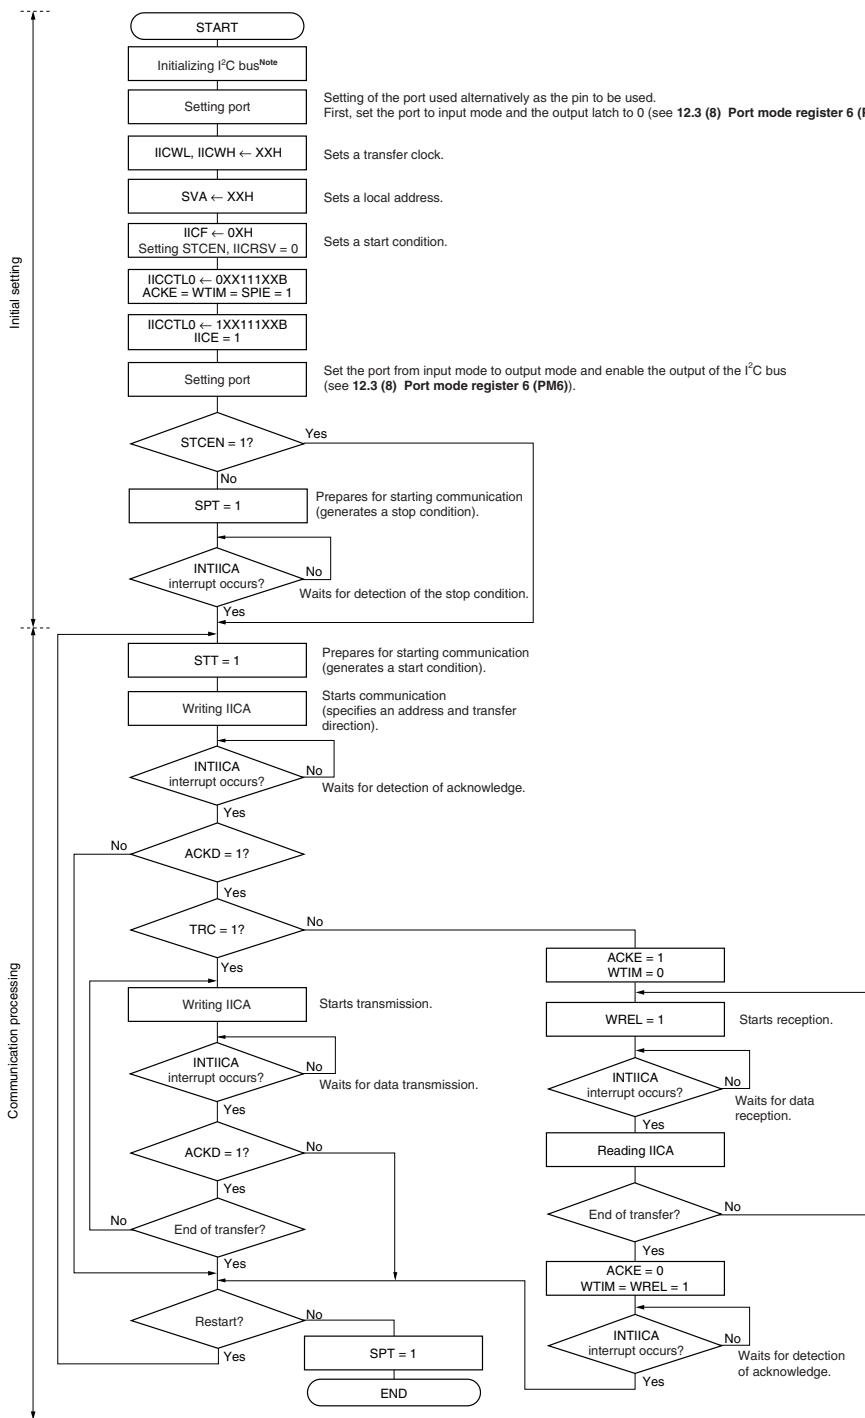 START
Initializing I²C busNote
Setting port
Setting of the port used alternatively as the pin to be used.
First, set the port to input mode and the output latch to 0 (see 12.3 (8) Port mode register 6 (
IICWL, IICWH ← XXH
Sets a transfer clock.
SVA ← XXH
Sets a local address.
IICF ← 0XH
Setting STCEN, IICRSV = 0
Sets a start condition.
Initial setting
IICCTL0 ← 0XX111XXB
ACKE = WTIM = SPIE = 1
IICCTL0 ← 1XX111XXB
IICE = 1
Setting port
Set the port from input mode to output mode and enable the output of the I²C bus
(see 12.3 (8) Port mode register 6 (PM6)).
STCEN = 1?
Yes
No
SPT = 1
Prepares for starting communication
(generates a stop condition).
INTIICA
interrupt occurs?
No
Waits for detection of the stop condition.
Yes
STT = 1
Prepares for starting communication
(generates a start condition).
Writing IICA
Starts communication
(specifies an address and transfer
direction).
INTIICA
interrupt occurs?
No
Waits for detection of acknowledge.
Yes
No
ACKD = 1?
Yes
TRC = 1?
No
Yes
Communication processing
ACKE = 1
WTIM = 0
Writing IICA
Starts transmission.
WREL = 1
Starts reception.
INTIICA
interrupt occurs?
No
Waits for data transmission.
Yes
INTIICA
interrupt occurs?
No
Waits for data
reception.
Yes
ACKD = 1?
No
Yes
Reading IICA
End of transfer?
No
Yes
End of transfer?
No
Yes
ACKE = 0
WTIM = WREL = 1
Restart?
No
Yes
INTIICA
interrupt occurs?
No
Waits for detection
of acknowledge.
Yes
SPT = 1
END